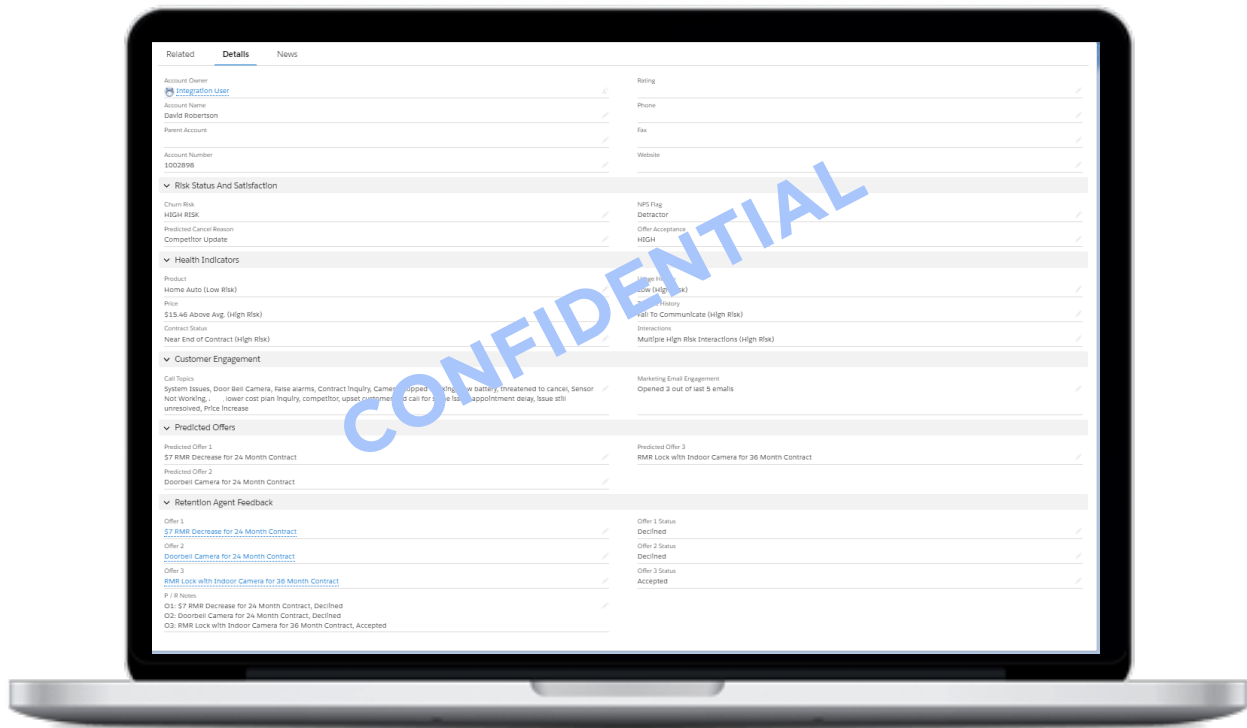 Related Details News
Account Owner
Integration User
Rating
Account Name
David Robertson
Phone
Parent Account
Fax
Account Number
1002898
Website
Risk Status And Satisfaction
Churn Risk
HIGH RISK
NPS Flag
Detractor
Predicted Cancel Reason
Competitor Update
Offer Acceptance
HIGH
Health Indicators
Product
Home Auto (Low Risk)
Low (High Risk)
Price
$15.46 Above Avg. (High Risk)
History
Fail To Communicate (High Risk)
Contract Status
Near End of Contract (High Risk)
Interactions
Multiple High Risk Interactions (High Risk)
Customer Engagement
Call Topics
System Issues, Door Bell Camera, False alarms, Contract Inquiry, battery, threatened to cancel, Sensor
Not Working, lower cost plan inquiry, competitor, upset call for appointment delay, issue still
unresolved, Price increase
Marketing Email Engagement
Opened 3 out of last 5 emails
Predicted Offers
Predicted Offer 1
$7 RMR Decrease for 24 Month Contract
Predicted Offer 3
RMR Lock with Indoor Camera for 36 Month Contract
Predicted Offer 2
Doorbell Camera for 24 Month Contract
Retention Agent Feedback
Offer 1
$7 RMR Decrease for 24 Month Contract
Offer 1 Status
Declined
Offer 2
Doorbell Camera for 24 Month Contract
Offer 2 Status
Declined
Offer 3
RMR Lock with Indoor Camera for 36 Month Contract
Offer 3 Status
Accepted
P / R Notes
O1: $7 RMR Decrease for 24 Month Contract, Declined
O2: Doorbell Camera for 24 Month Contract, Declined
O3: RMR Lock with Indoor Camera for 36 Month Contract, Accepted
CONFIDENTIAL